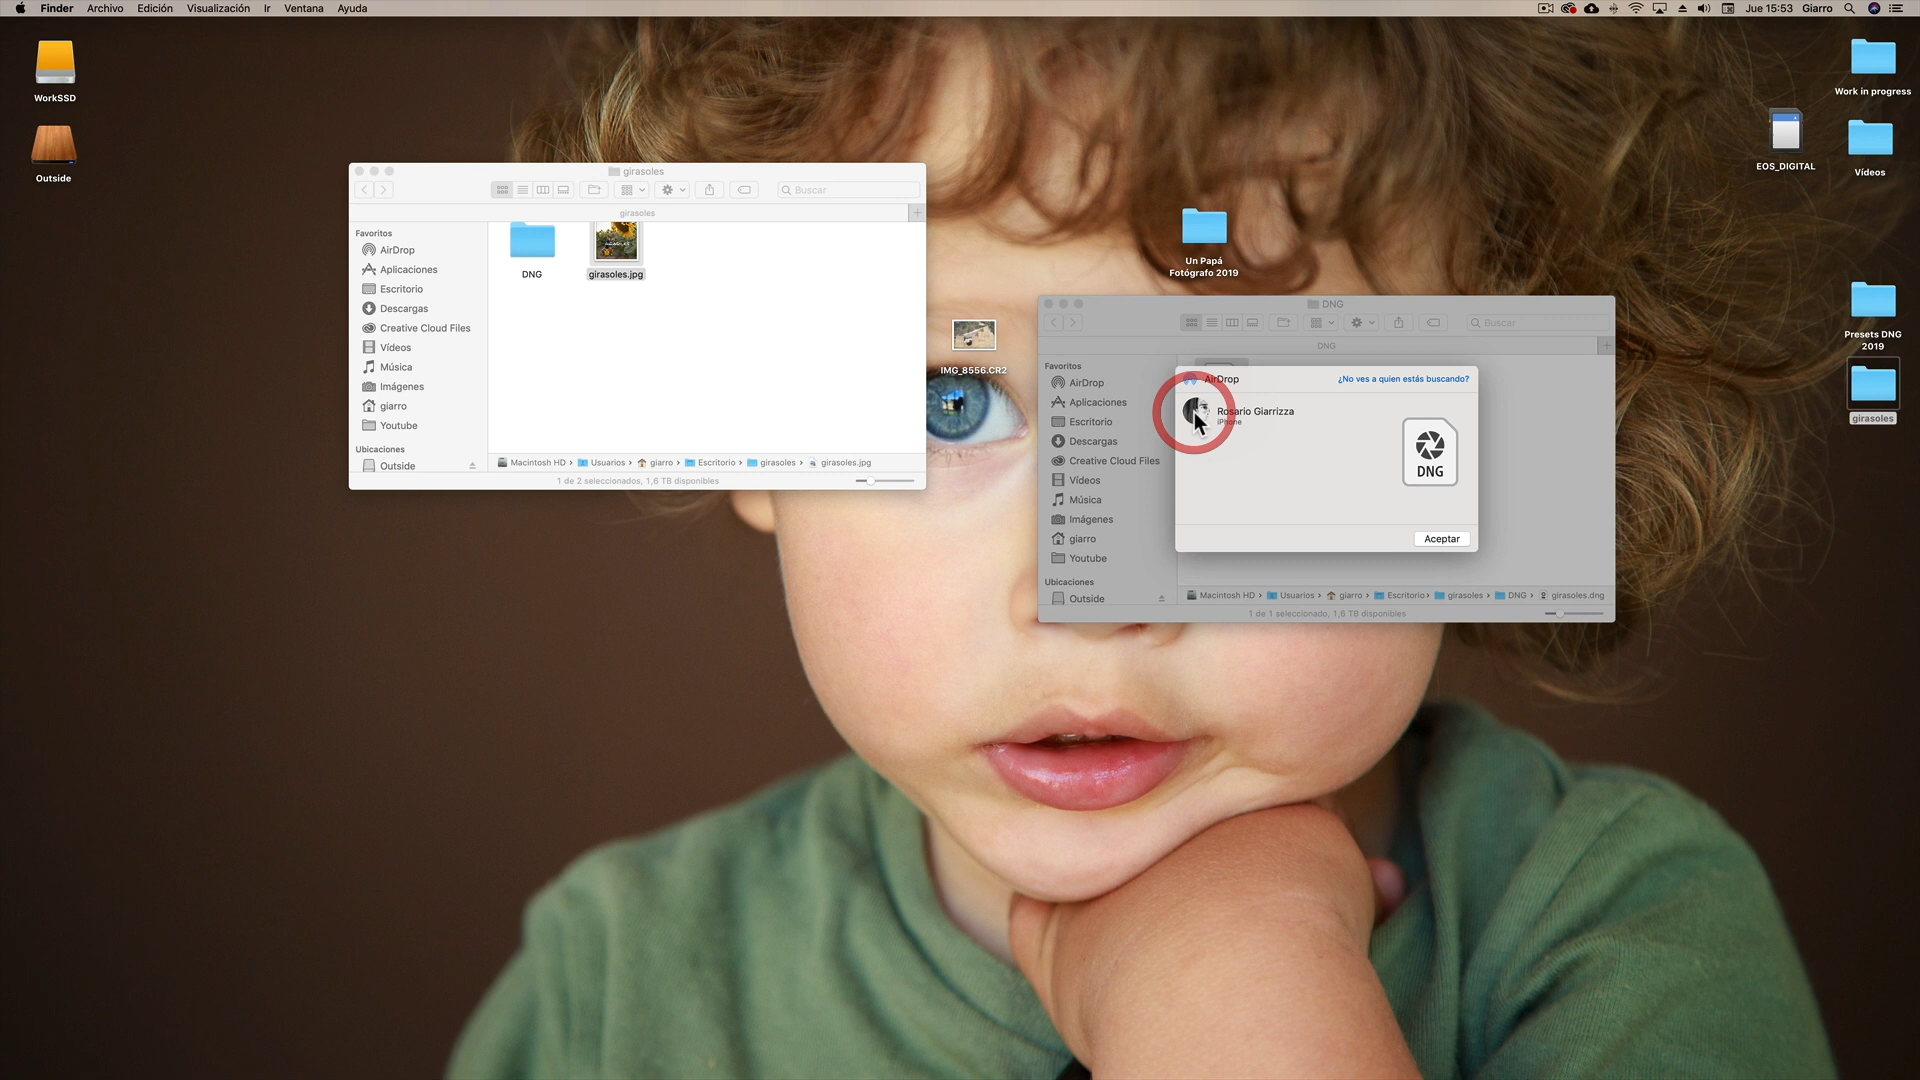 Finder Archivo Edición Visualización Ir Ventana Ayuda
Jue 15:53 Giarro
WorkSSD
Outside
Work in progress
EOS_DIGITAL
Vídeos
Un Papá
Fotógrafo 2019
IMG_8556.CR2
Presets DNG
2019
girasoles
girasoles
Buscar
girasoles
Favoritos
AirDrop
Aplicaciones
Escritorio
Descargas
Creative Cloud Files
Vídeos
Música
Imágenes
giarro
Youtube
Ubicaciones
Outside
DNG
girasoles.jpg
Macintosh HD › Usuarios › giarro › Escritorio › girasoles › girasoles.jpg
1 de 2 seleccionados, 1,6 TB disponibles
DNG
Buscar
DNG
Favoritos
AirDrop
Aplicaciones
Escritorio
Descargas
Creative Cloud Files
Vídeos
Música
Imágenes
giarro
Youtube
Ubicaciones
Outside
AirDrop
¿No ves a quien estás buscando?
Rosario Giarrizza
iPhone
DNG
Aceptar
Macintosh HD › Usuarios › giarro › Escritorio › girasoles › DNG › girasoles.dng
1 de 1 seleccionado, 1,6 TB disponibles